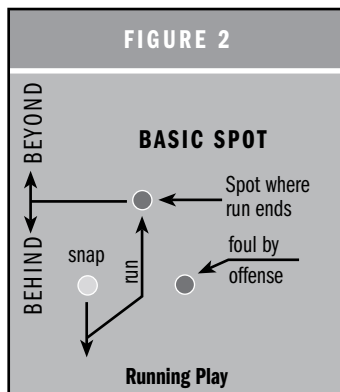 FIGURE 2
BASIC SPOT
BEYOND
BEHIND
Spot where
run ends
snap
run
foul by
offense
Running Play